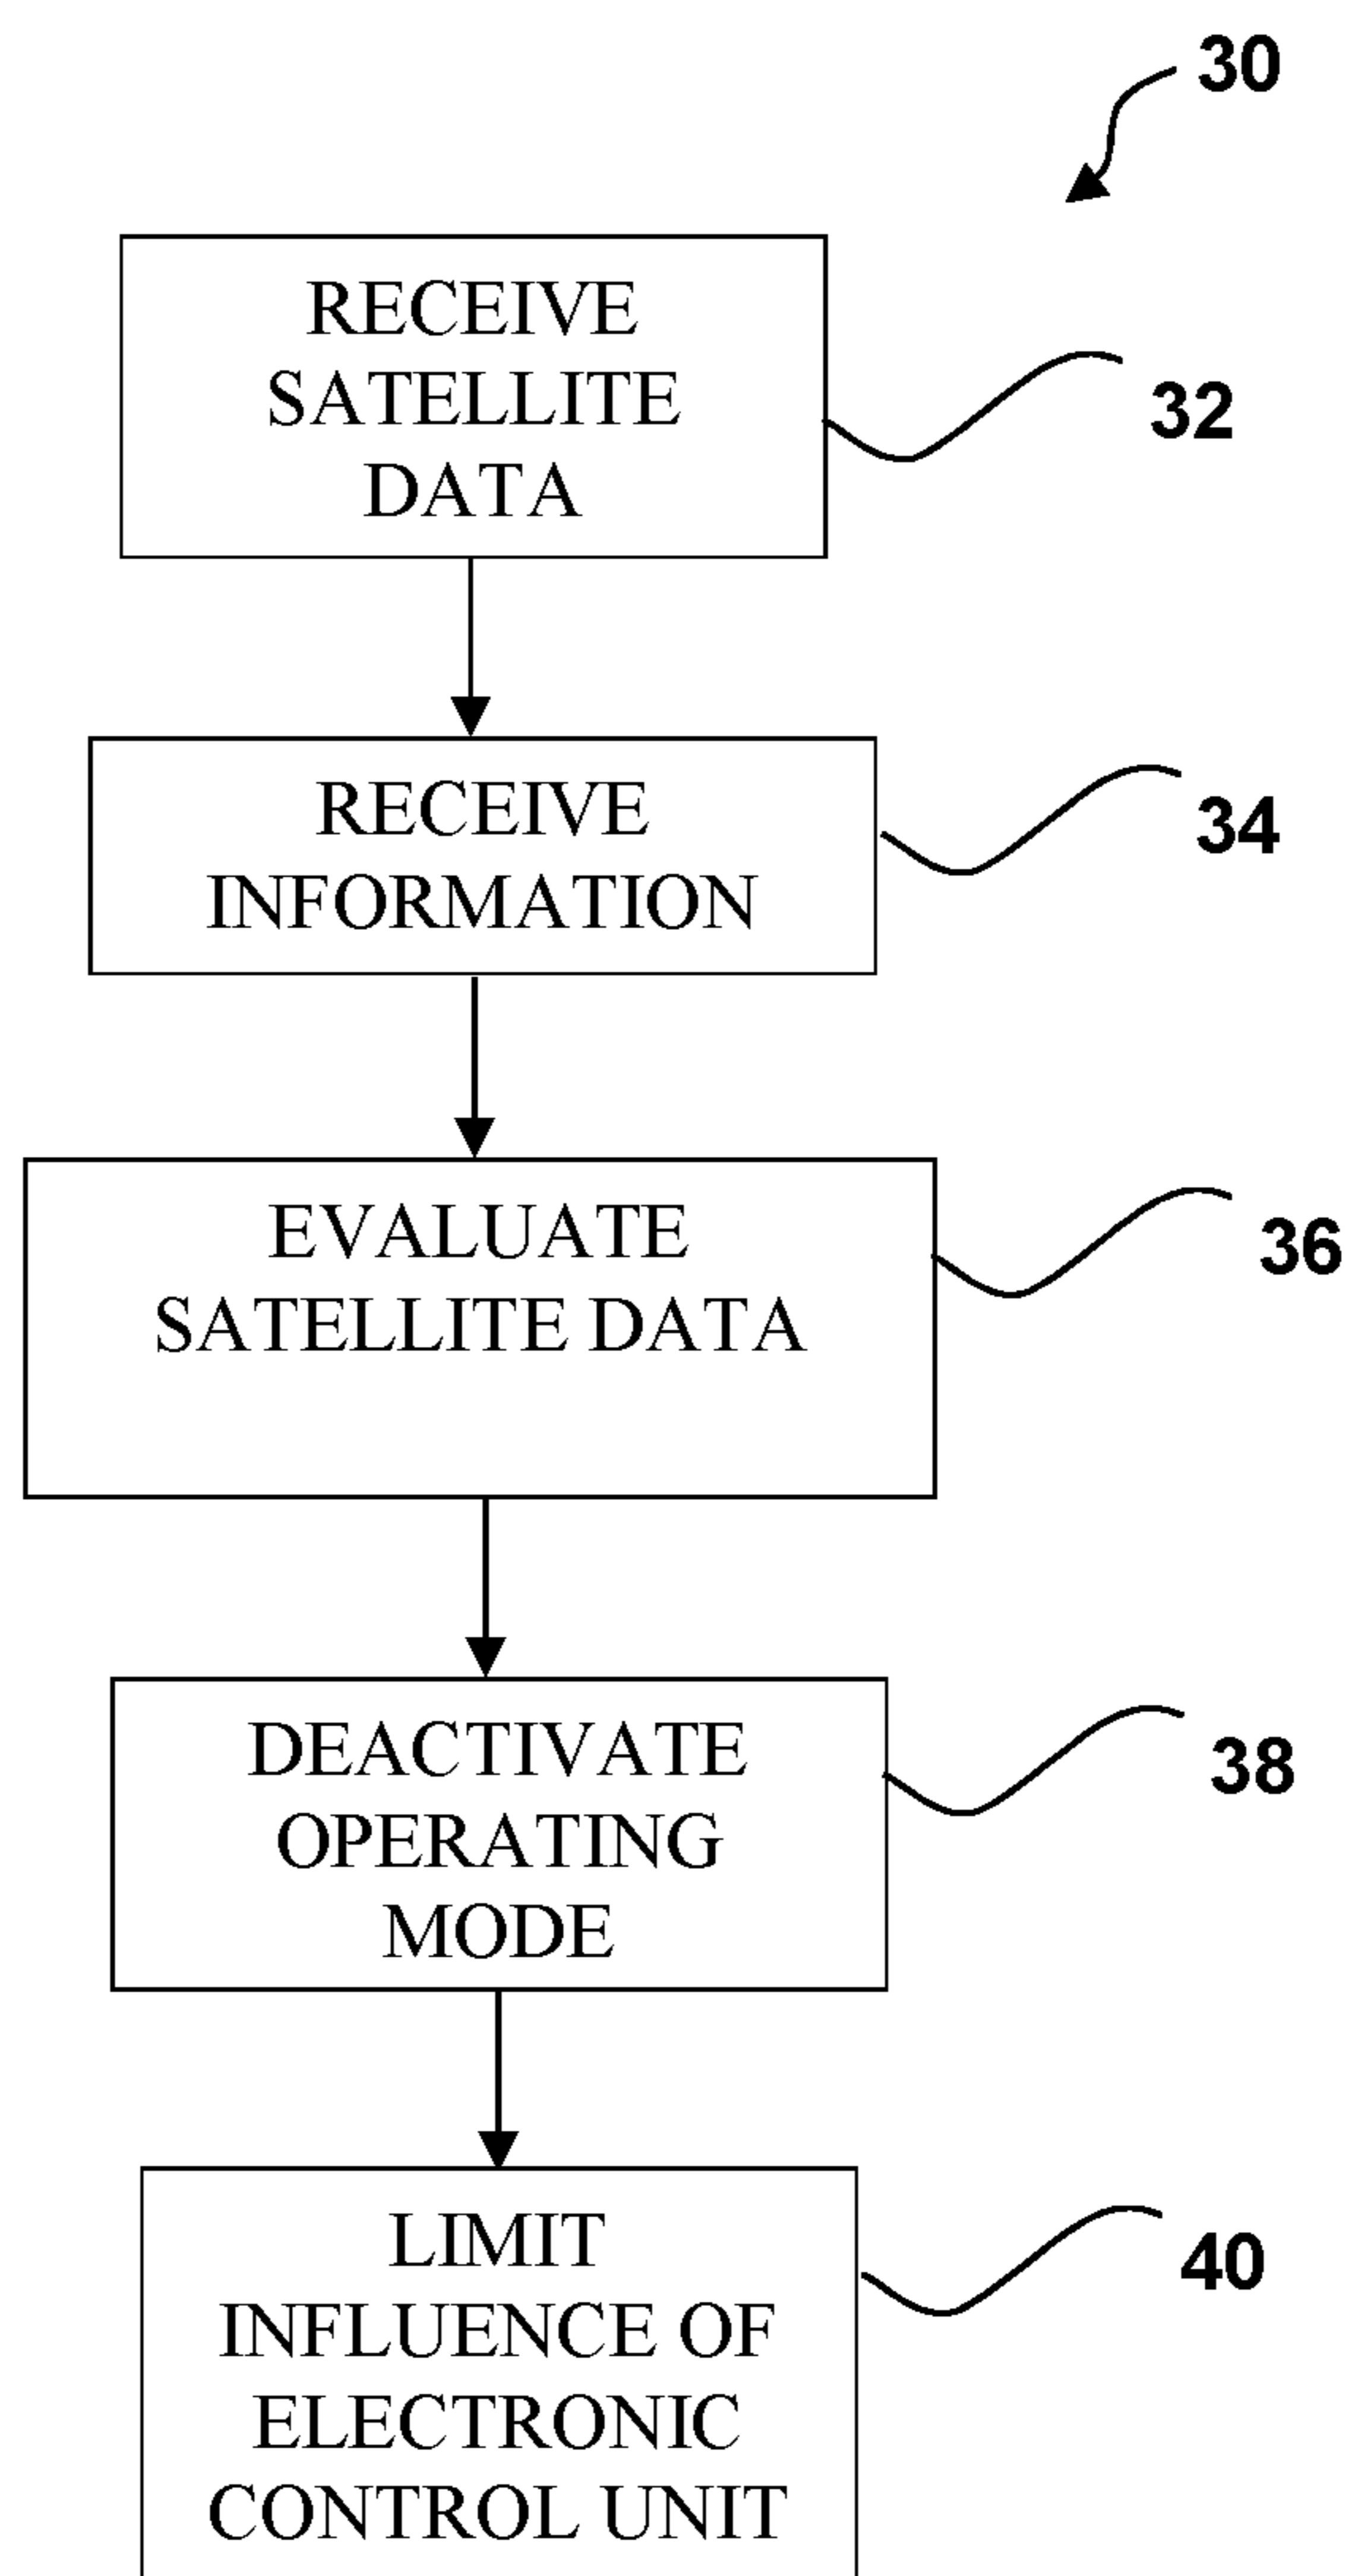 30
RECEIVE
SATELLITE
DATA
32
RECEIVE
INFORMATION
34
EVALUATE
SATELLITE DATA
36
DEACTIVATE
OPERATING
MODE
38
LIMIT
INFLUENCE OF
ELECTRONIC
CONTROL UNIT
40